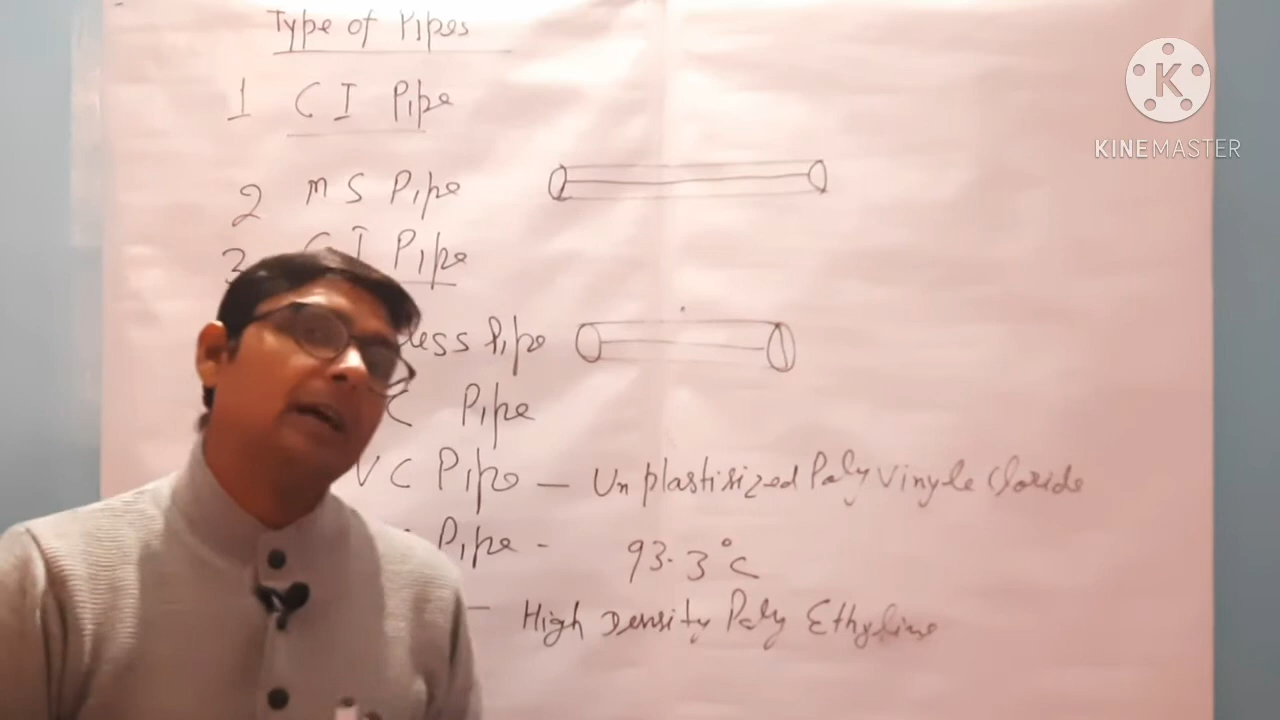 Type of Pipes
1 C I Pipe
2 M S Pipe
3 I Pipe
less Pipe
C Pipe
V C Pipe — Unplastisized Poly Vinyle Cloride
Pipe - 93.3°C
— High Density Poly Ethyline
K
KINEMASTER